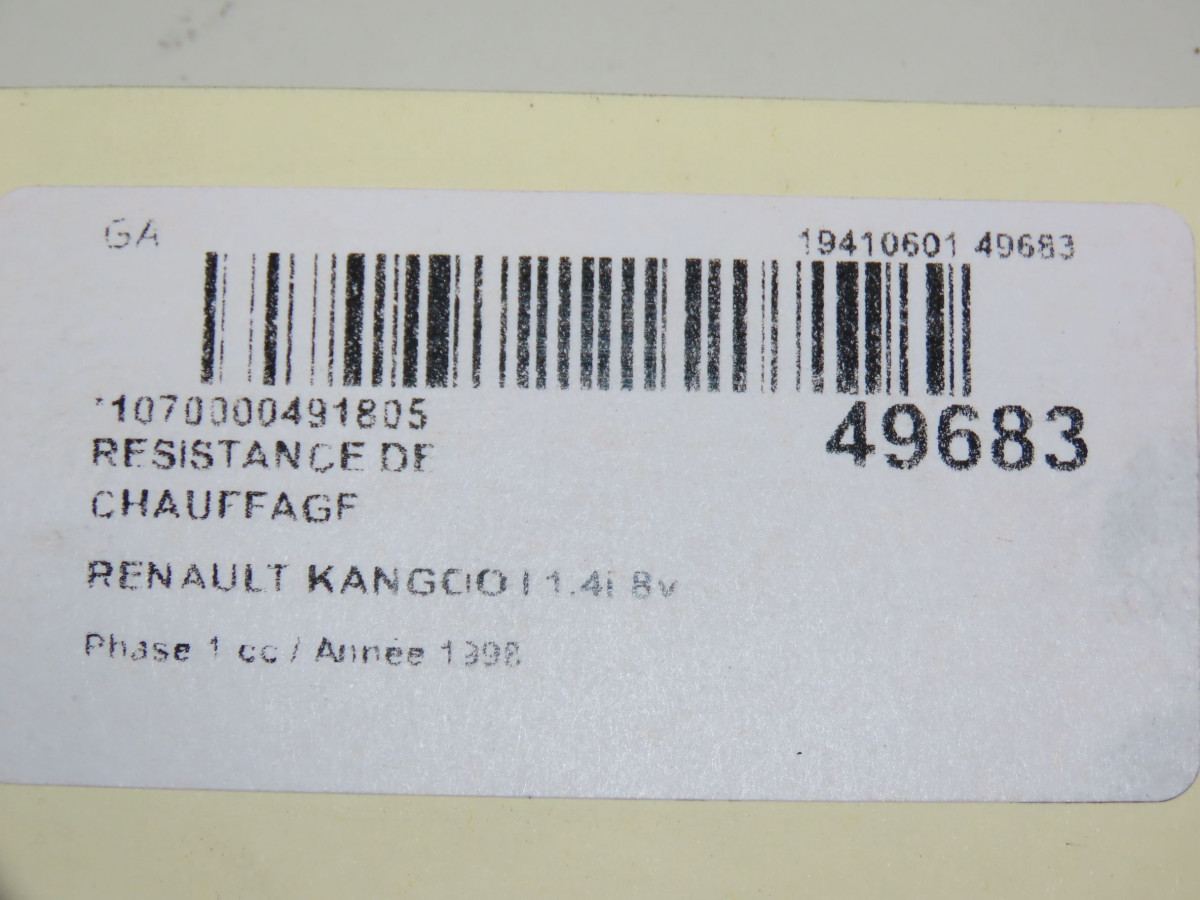 GA
19410601 49683
*1070000491805
49683
RESISTANCE DE
CHAUFFAGE
RENAULT KANGOO I 1.4i 8v
Phase 1 cc / Année 1998